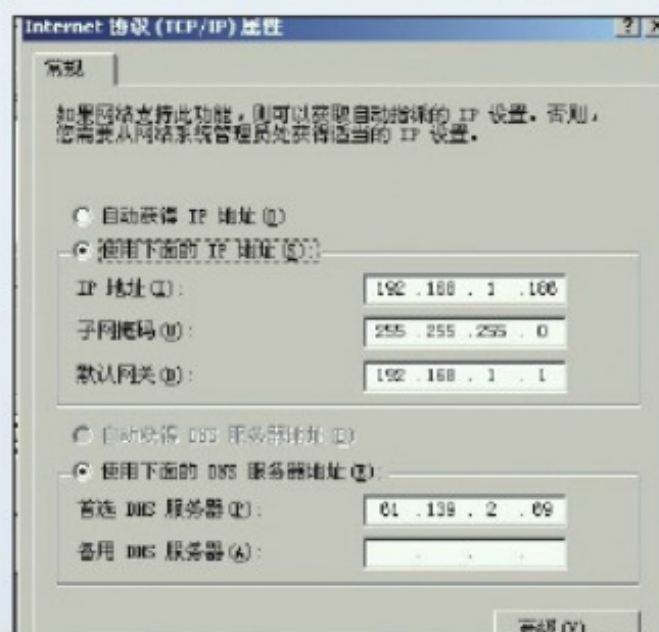 Internet 协议 (TCP/IP) 属性
常规
如果网络支持此功能，则可以获取自动指派的 IP 设置。否则，
您需要从网络系统管理员处获得适当的 IP 设置。
自动获得 IP 地址(O)
使用下面的 IP 地址(S):
IP 地址(I): 192 .168 . 1 .186
子网掩码(U): 255 .255 .255 . 0
默认网关(D): 192 .168 . 1 . 1
自动获得 DNS 服务器地址(B)
使用下面的 DNS 服务器地址(E):
首选 DNS 服务器(P): 61 .139 . 2 . 69
备用 DNS 服务器(A): . . .
高级(V)...